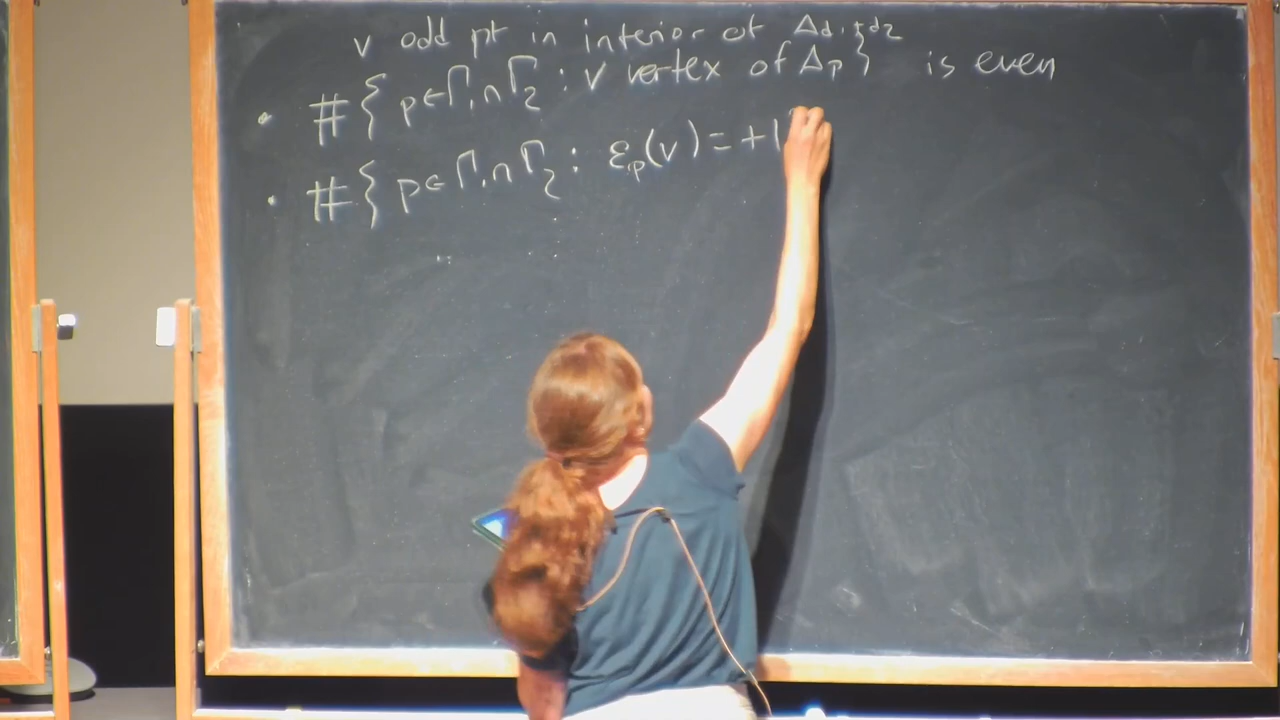 v odd pt in interior of Δd₁+d₂
• #{p∈Γ₁∩Γ₂ : v vertex of Δp} is even
• #{p∈Γ₁∩Γ₂ : εp(v) = +1